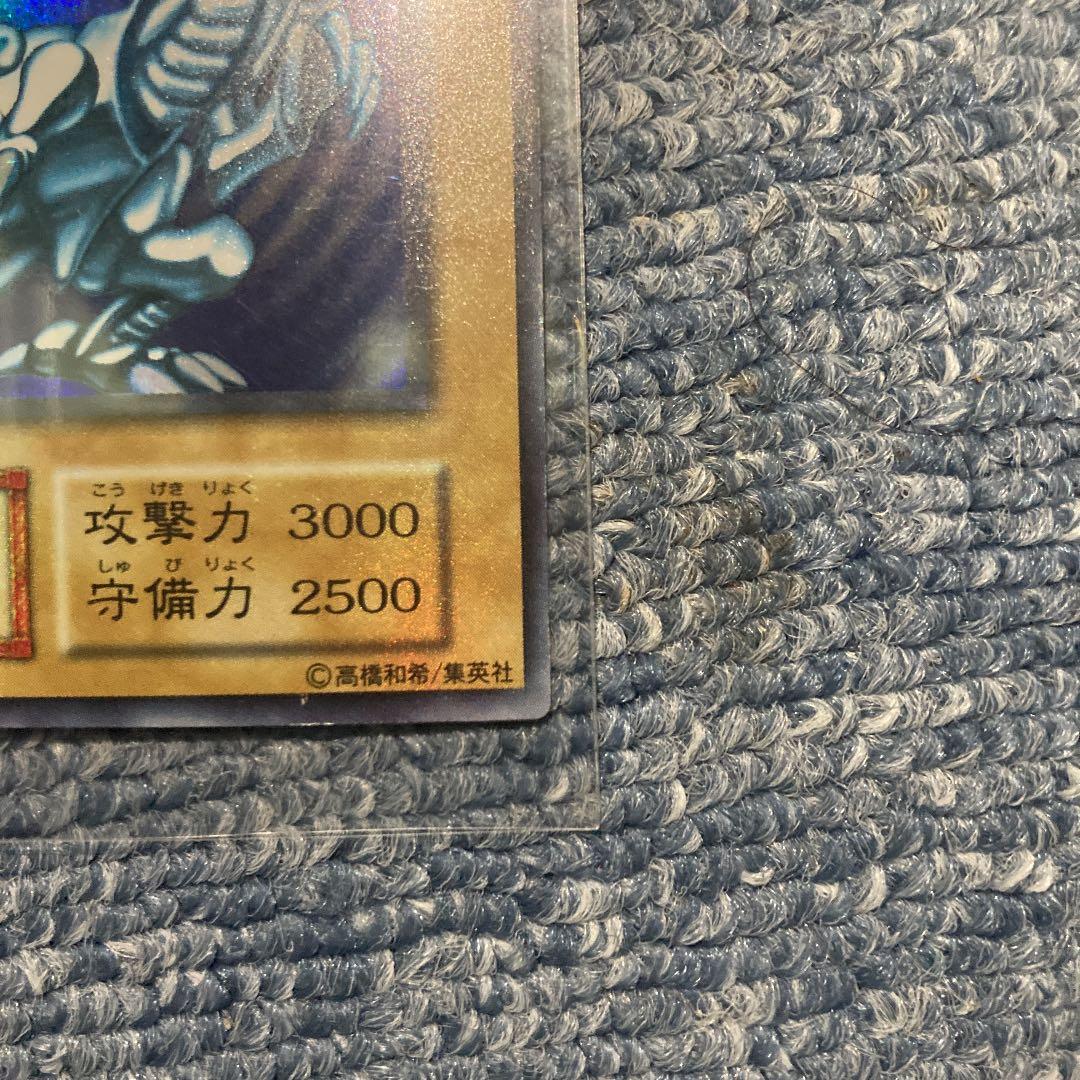 こうげきりょく
攻撃力 3000
しゅびりょく
守備力 2500
©高橋和希/集英社